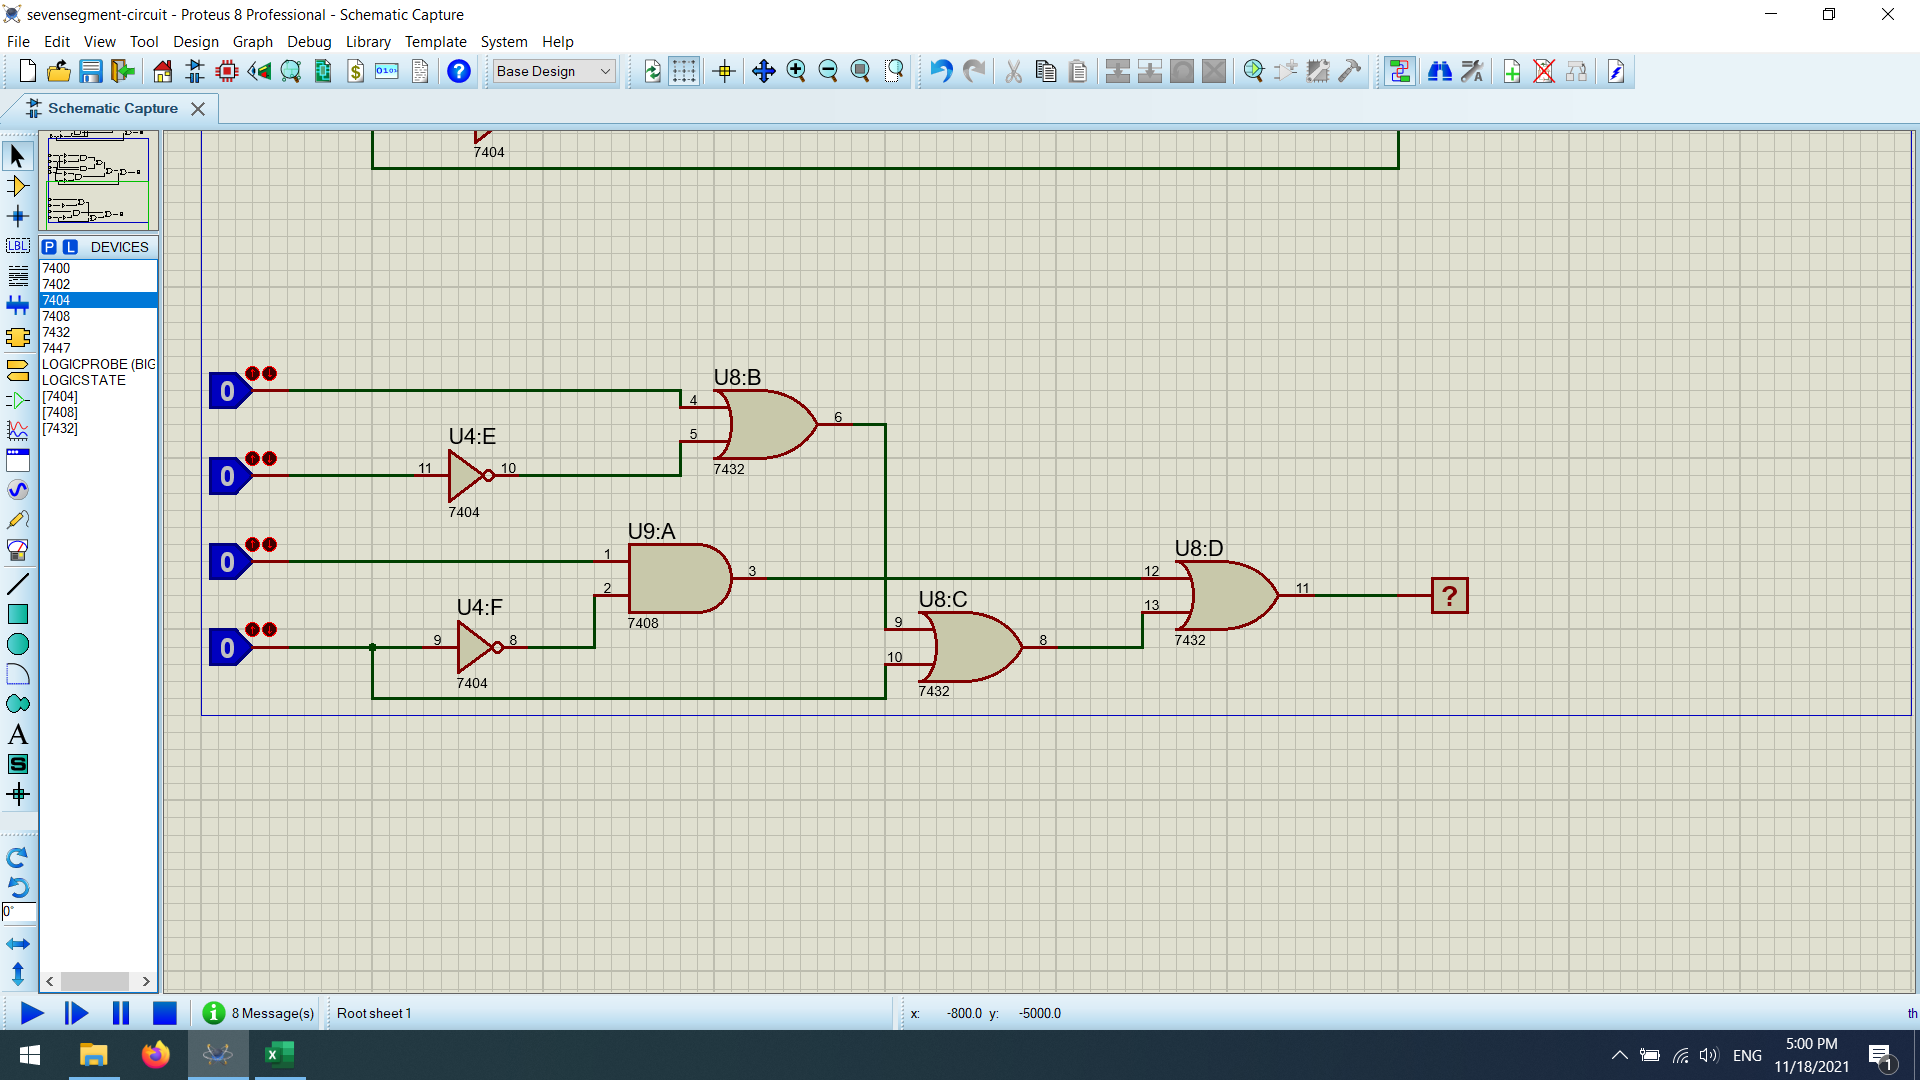 sevensegment-circuit - Proteus 8 Professional - Schematic Capture
File Edit View Tool Design Graph Debug Library Template System Help
Base Design
Schematic Capture
P L DEVICES
7400
7402
7404
7408
7432
7447
LOGICPROBE (BIG
LOGICSTATE
[7404]
[7408]
[7432]
LBL
A
S
0°
7404
0
U8:B
4
5
6
7432
0
U4:E
11
10
7404
0
U9:A
1
2
3
7408
0
U4:F
9
8
7404
U8:C
9
10
8
7432
U8:D
12
13
11
7432
?
8 Message(s)
Root sheet 1
x: -800.0 y: -5000.0
th
ENG
5:00 PM
11/18/2021
1